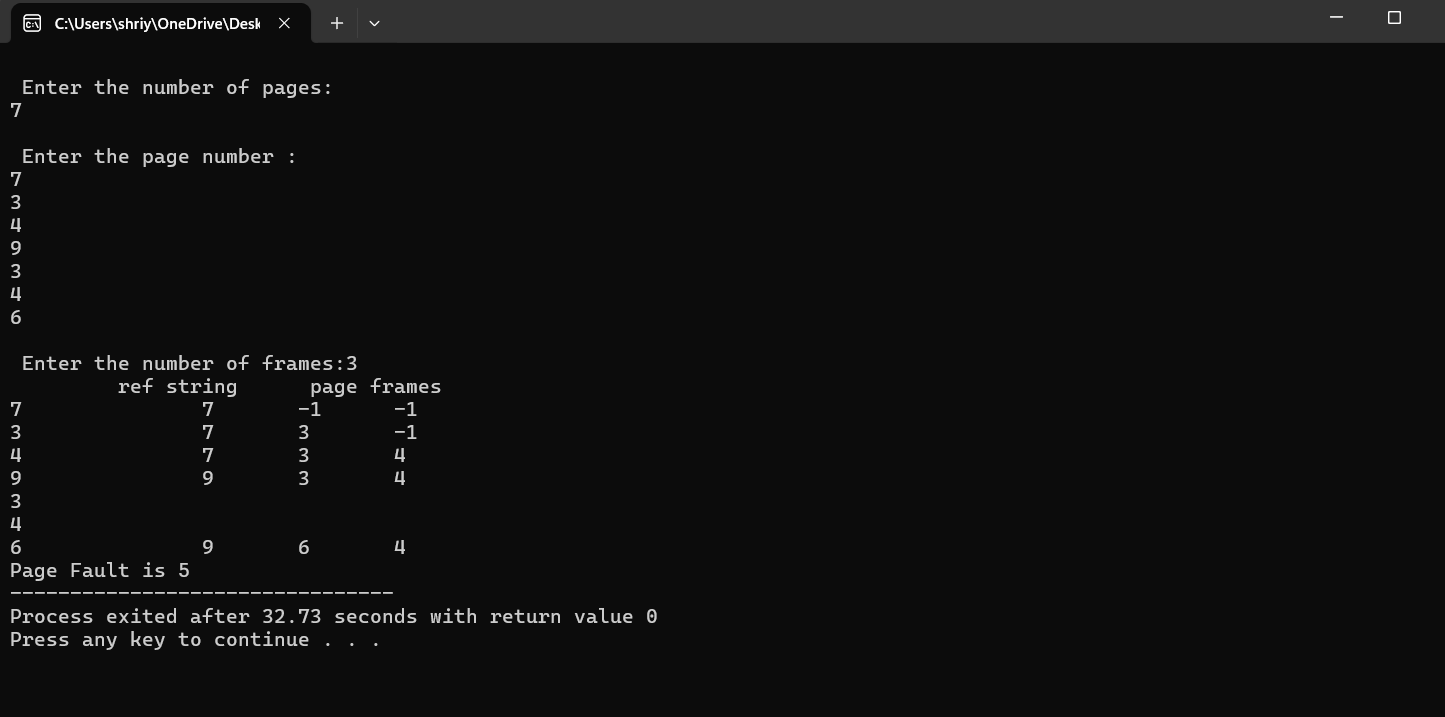 C:\Users\shriy\OneDrive\Desk
Enter the number of pages:
7
Enter the page number :
7
3
4
9
3
4
6
Enter the number of frames:3
ref string page frames
7 7 -1 -1
3 7 3 -1
4 7 3 4
9 9 3 4
3
4
6 9 6 4
Page Fault is 5
--------------------------------
Process exited after 32.73 seconds with return value 0
Press any key to continue . . .